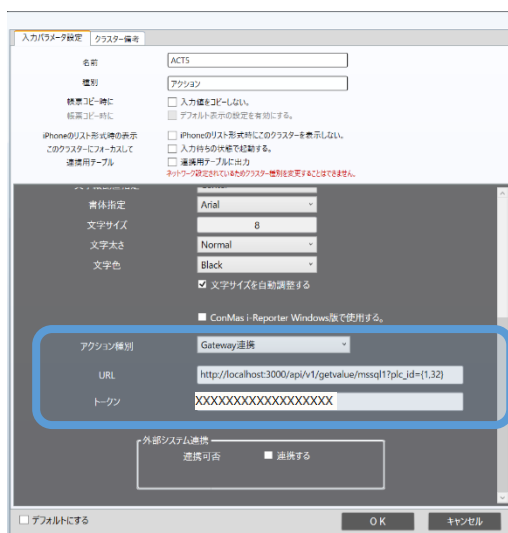 入力パラメータ設定 クラスター備考
名前 ACT5
種別 アクション
帳票コピー時に 入力値をコピーしない。
帳票コピー時に デフォルト表示の設定を有効にする。
iPhoneのリスト形式時の表示 iPhoneのリスト形式時にこのクラスターを表示しない。
このクラスターにフォーカスして 入力待ちの状態で起動する。
連携用テーブル 連携用テーブルに出力
ネットワーク設定されているためクラスター種別を変更することはできません。
書体指定 Arial
文字サイズ 8
文字太さ Normal
文字色 Black
文字サイズを自動調整する
ConMas i-Reporter Windows版で使用する。
アクション種別 Gateway連携
URL http://localhost:3000/api/v1/getvalue/mssql1?plc_id={1,32}
トークン XXXXXXXXXXXXXXXXXX
外部システム連携
連携可否 連携する
デフォルトにする OK キャンセル